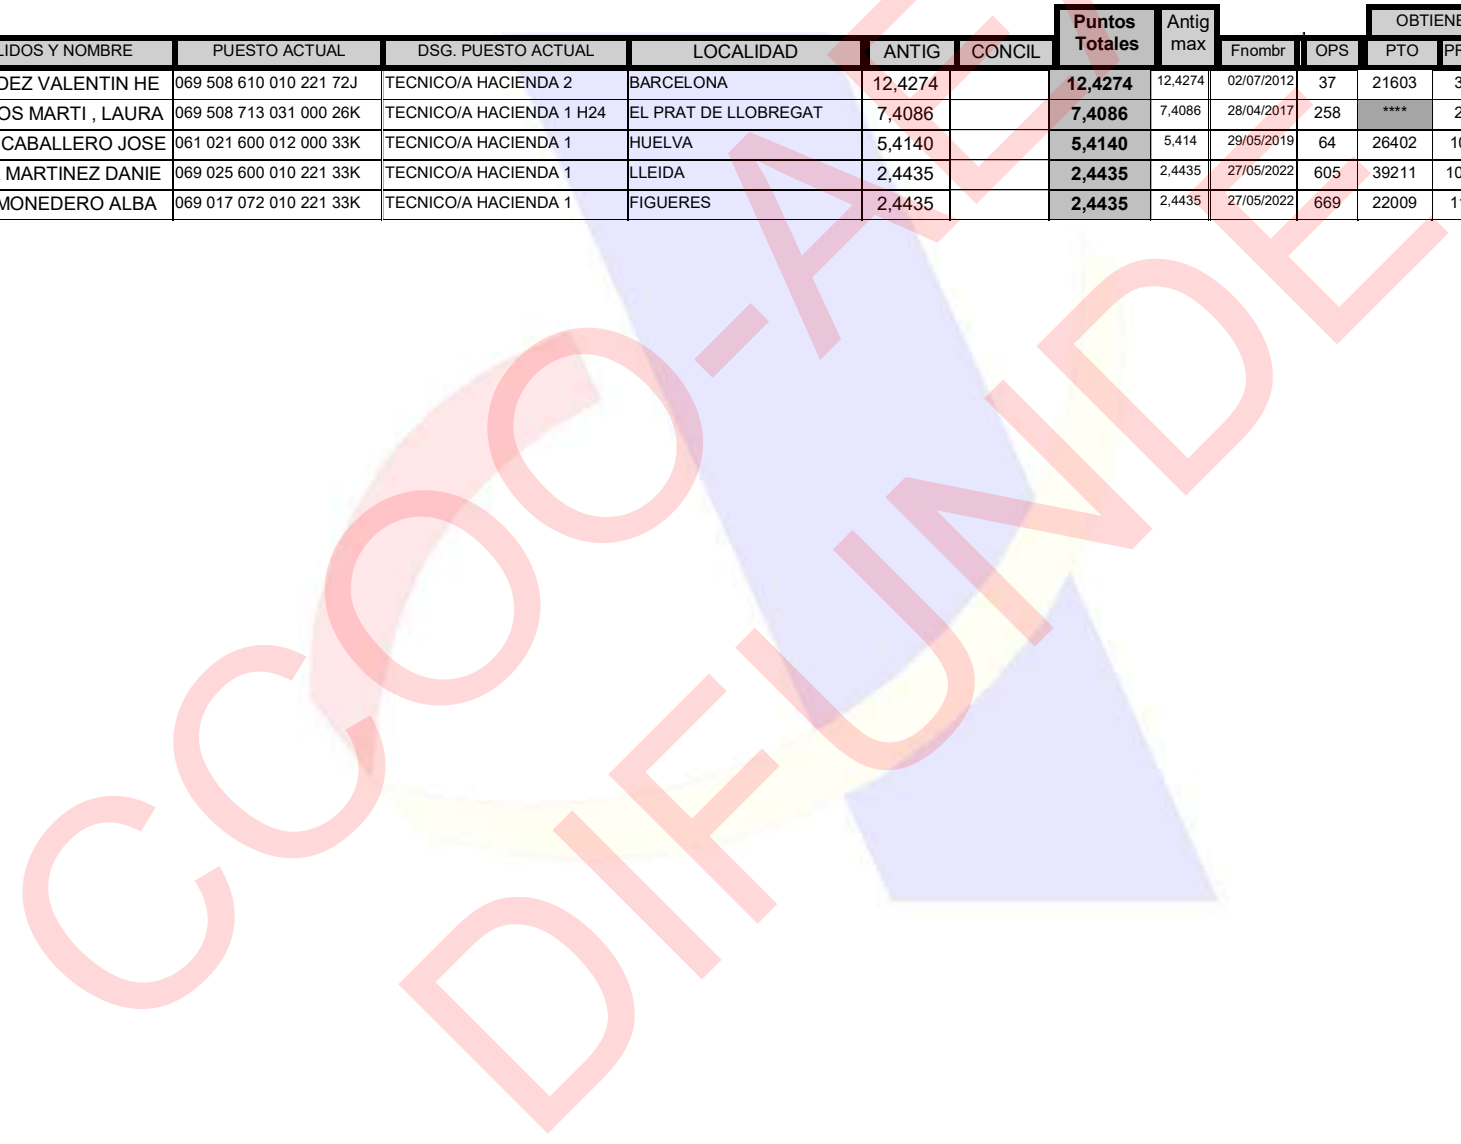 Puntos Totales Antig max OBTIENE
LIDOS Y NOMBRE PUESTO ACTUAL DSG. PUESTO ACTUAL LOCALIDAD ANTIG CONCIL Fnombr OPS PTO PR
DEZ VALENTIN HE 069 508 610 010 221 72J TECNICO/A HACIENDA 2 BARCELONA 12,4274 12,4274 12,4274 02/07/2012 37 21603 3
OS MARTI , LAURA 069 508 713 031 000 26K TECNICO/A HACIENDA 1 H24 EL PRAT DE LLOBREGAT 7,4086 7,4086 7,4086 28/04/2017 258 **** 2
CABALLERO JOSE 061 021 600 012 000 33K TECNICO/A HACIENDA 1 HUELVA 5,4140 5,4140 5,414 29/05/2019 64 26402 10
MARTINEZ DANIE 069 025 600 010 221 33K TECNICO/A HACIENDA 1 LLEIDA 2,4435 2,4435 2,4435 27/05/2022 605 39211 10
MONEDERO ALBA 069 017 072 010 221 33K TECNICO/A HACIENDA 1 FIGUERES 2,4435 2,4435 2,4435 27/05/2022 669 22009 11
CCOO-AE
DIFUNDE